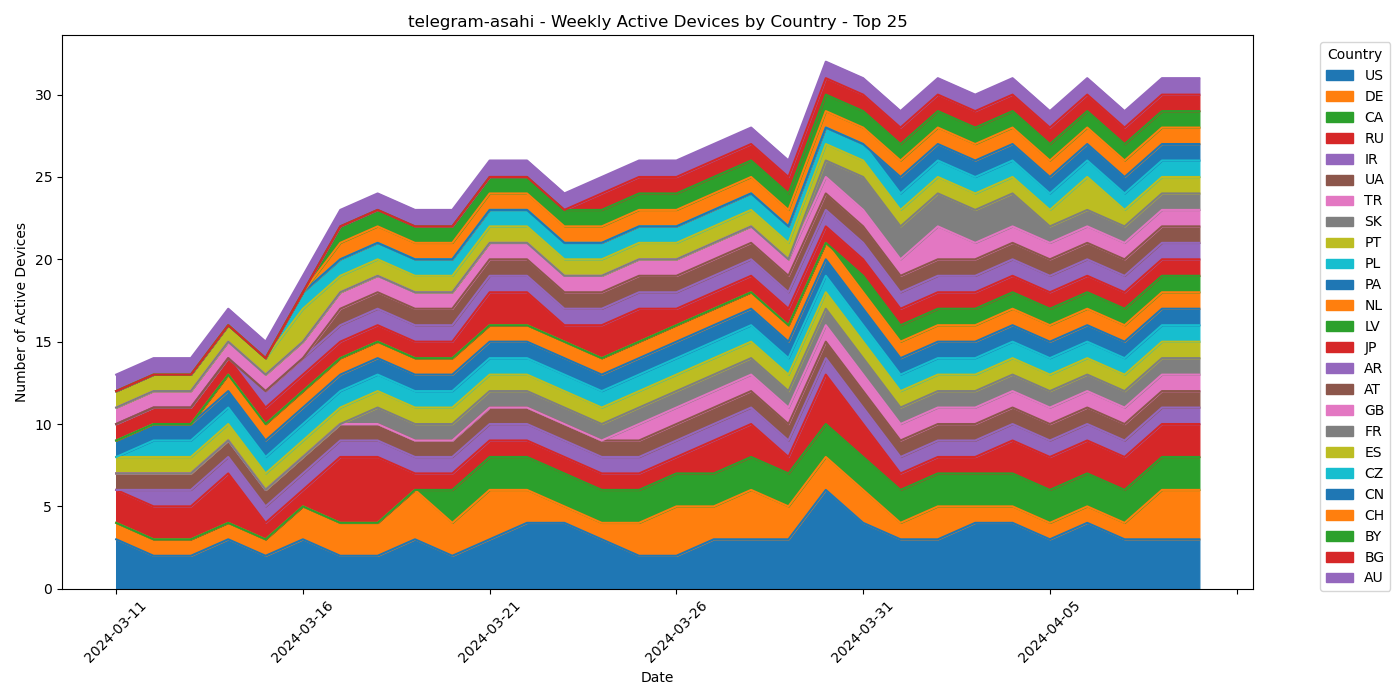 telegram-asahi - Weekly Active Devices by Country - Top 25
Number of Active Devices
30
25
20
15
10
5
0
2024-03-11
2024-03-16
2024-03-21
2024-03-26
2024-03-31
2024-04-05
Date
Country
US
DE
CA
RU
IR
UA
TR
SK
PT
PL
PA
NL
LV
JP
AR
AT
GB
FR
ES
CZ
CN
CH
BY
BG
AU